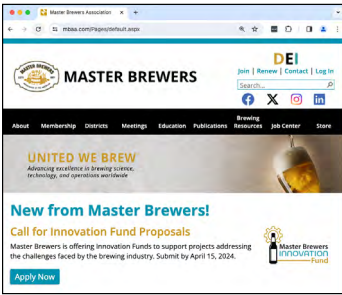 Master Brewers Association
mbaa.com/Pages/default.aspx
DEI
Join | Renew | Contact | Log In
MASTER BREWERS
MASTER BREWERS
Search...
About Membership Districts Meetings Education Publications Brewing Resources Job Center Store
UNITED WE BREW
Advancing excellence in brewing science,
technology, and operations worldwide
New from Master Brewers!
Call for Innovation Fund Proposals
Master Brewers is offering Innovation Funds to support projects addressing
the challenges faced by the brewing industry. Submit by April 15, 2024.
Master Brewers
INNOVATION
Fund
Apply Now